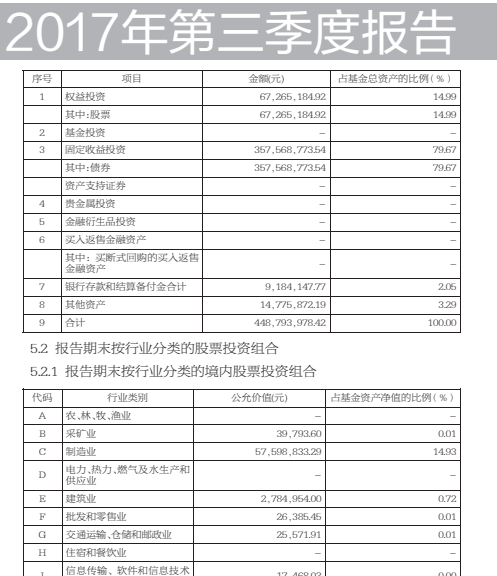 2017年第三季度报告
序号 项目 金额(元) 占基金总资产的比例(%)
1 权益投资 67,265,184.92 14.99
其中:股票 67,265,184.92 14.99
2 基金投资 - -
3 固定收益投资 357,568,773.54 79.67
其中:债券 357,568,773.54 79.67
资产支持证券 - -
4 贵金属投资 - -
5 金融衍生品投资 - -
6 买入返售金融资产 - -
其中: 买断式回购的买入返售
金融资产 - -
7 银行存款和结算备付金合计 9,184,147.77 2.05
8 其他资产 14,775,872.19 3.29
9 合计 448,793,978.42 100.00
5.2 报告期末按行业分类的股票投资组合
5.2.1 报告期末按行业分类的境内股票投资组合
代码 行业类别 公允价值(元) 占基金资产净值的比例(%)
A 农、林、牧、渔业 - -
B 采矿业 39,793.60 0.01
C 制造业 57,598,833.29 14.93
D 电力、热力、燃气及水生产和
供应业 - -
E 建筑业 2,784,954.00 0.72
F 批发和零售业 26,385.45 0.01
G 交通运输、仓储和邮政业 25,571.91 0.01
H 住宿和餐饮业 - -
I 信息传输、软件和信息技术 17,468.03 0.00